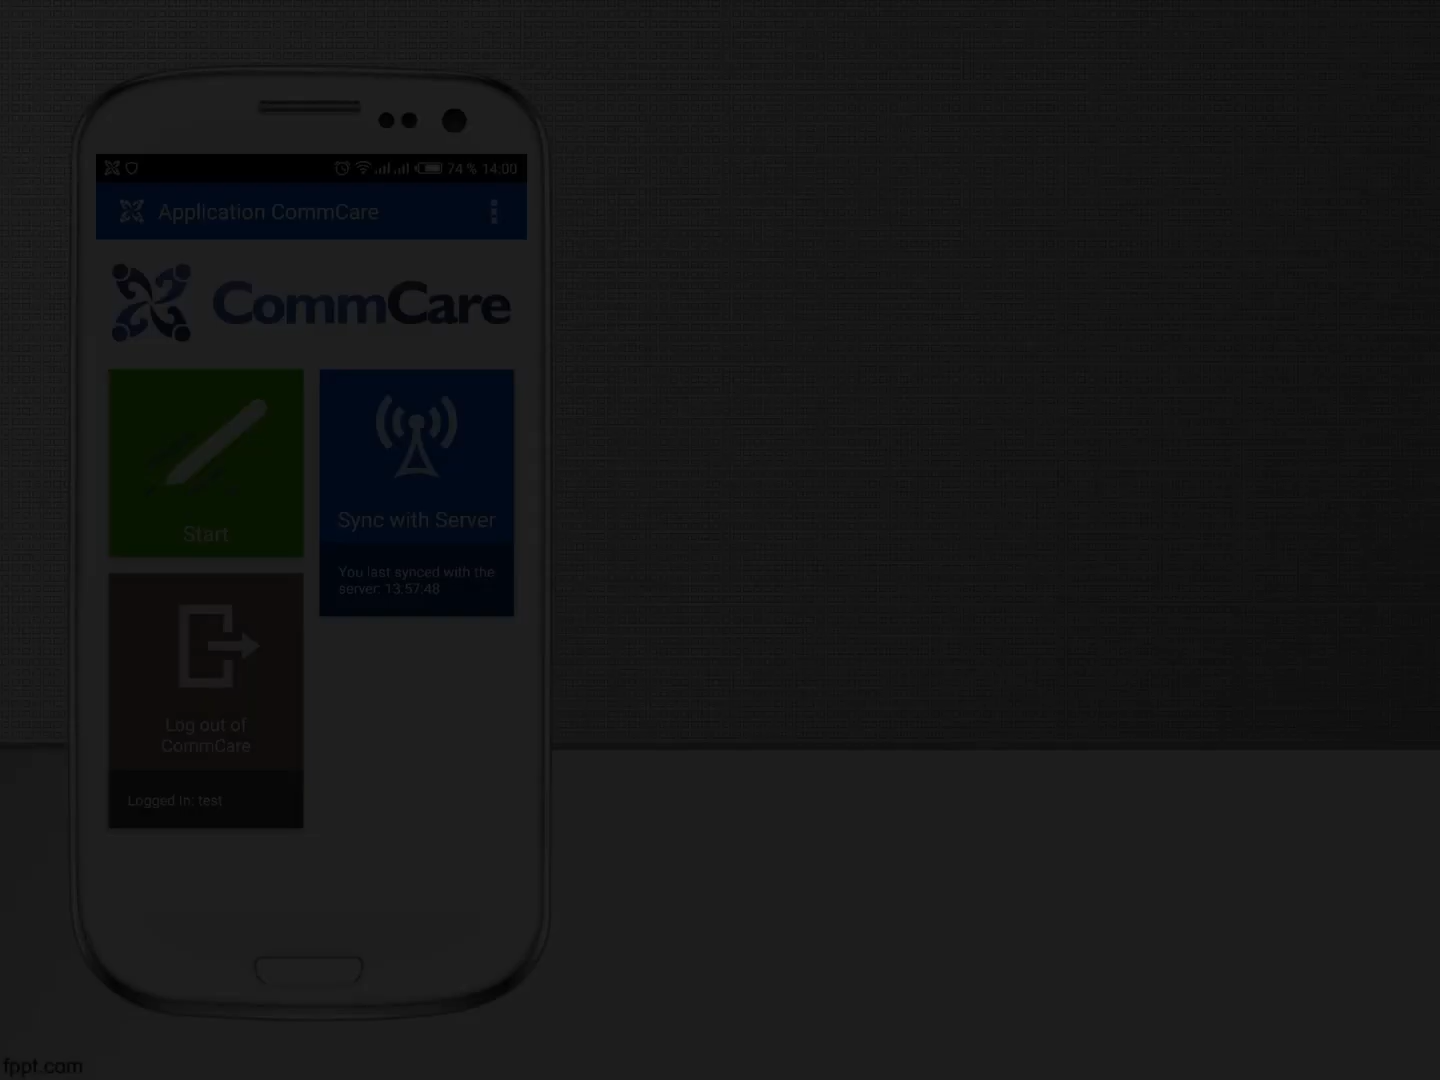 74 % 14:00
Application CommCare
CommCare
Start
Sync with Server
You last synced with the
server: 13:57:48
Log out of
CommCare
Logged In: test
fppt.com